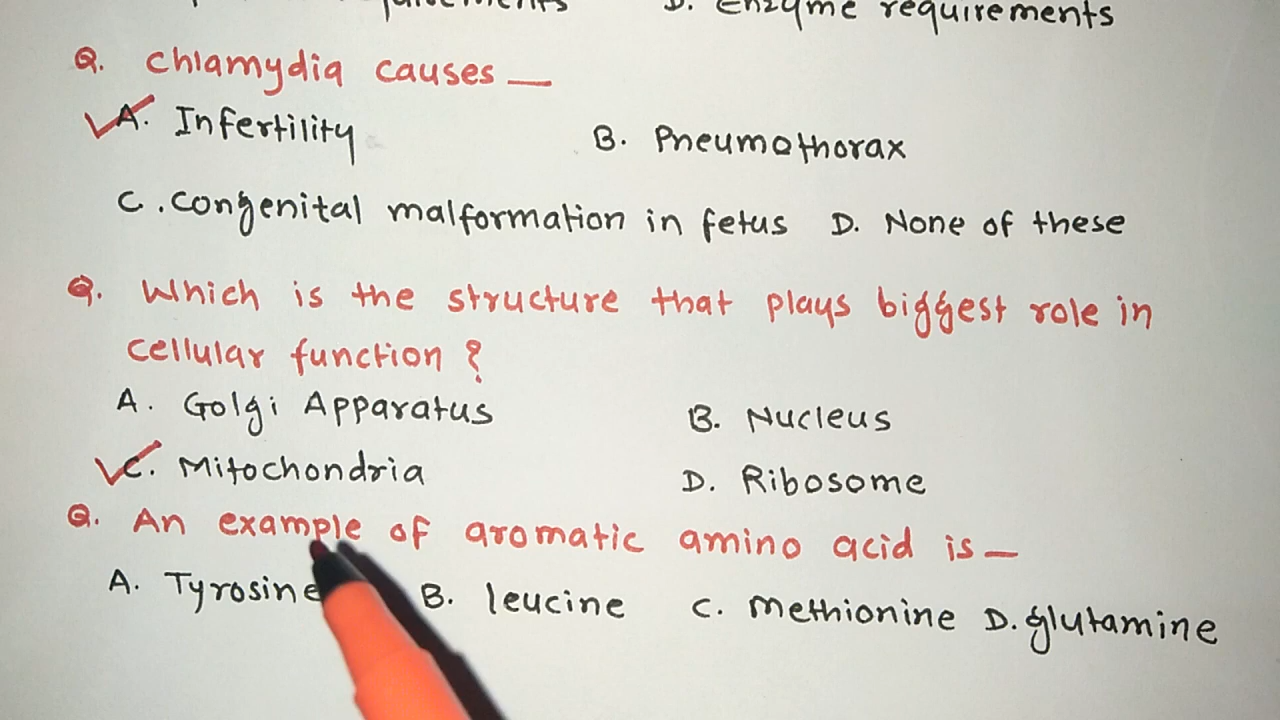 D. Enzyme requirements
Q. Chlamydia causes —
A. Infertility B. Pneumothorax
C. Congenital malformation in fetus D. None of these
Q. Which is the structure that plays biggest role in
cellular function ?
A. Golgi Apparatus B. Nucleus
C. Mitochondria D. Ribosome
Q. An example of aromatic amino acid is —
A. Tyrosine B. leucine C. Methionine D. glutamine